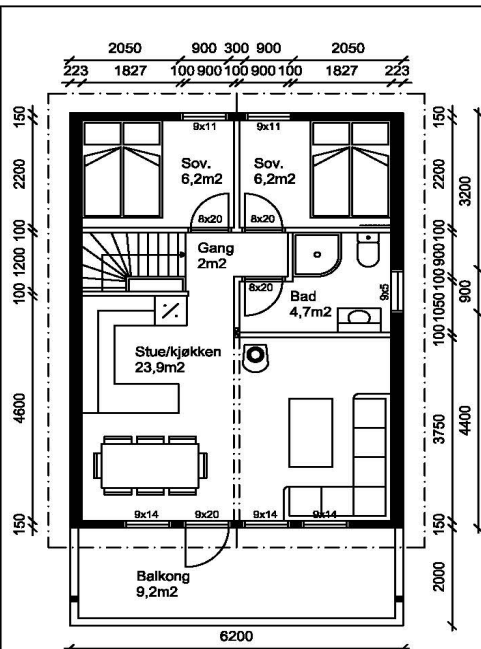 2050 900 300 900 2050
223 1827 100 900 100 900 100 1827 223
150 2200 100 1200 100 4600 150
9x11 9x11
Sov. 6,2m2
Sov. 6,2m2
8x20 8x20
Gang 2m2
8x20
Bad 4,7m2
9x5
Stue/kjøkken 23,9m2
9x14 9x20 9x14 9x14
Balkong 9,2m2
150 2200 100 900 100 1050 100 3750 150 2000
3200 900 4400
6200